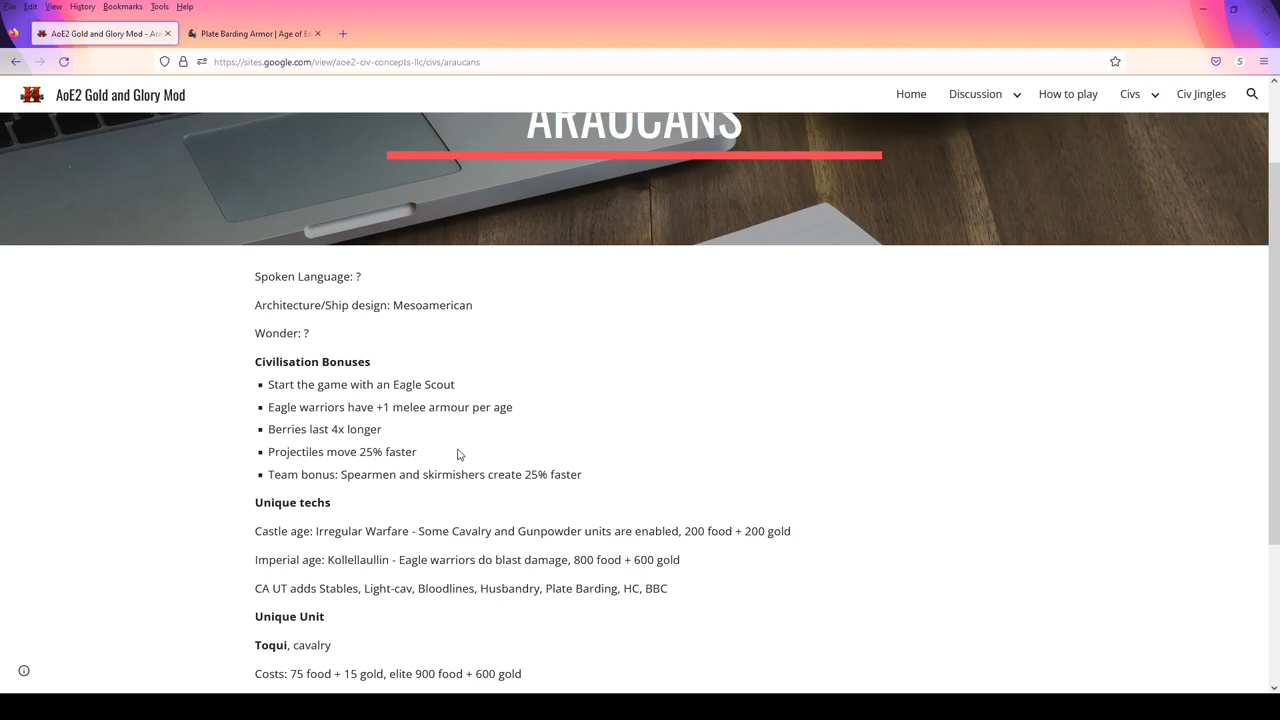 File Edit View History Bookmarks Tools Help
AoE2 Gold and Glory Mod - Ara
Plate Barding Armor | Age of E
https://sites.google.com/view/aoe2-civ-concepts-llc/civs/araucans
AoE2 Gold and Glory Mod
Home Discussion How to play Civs Civ Jingles
ARAUCANS
Spoken Language: ?
Architecture/Ship design: Mesoamerican
Wonder: ?
Civilisation Bonuses
Start the game with an Eagle Scout
Eagle warriors have +1 melee armour per age
Berries last 4x longer
Projectiles move 25% faster
Team bonus: Spearmen and skirmishers create 25% faster
Unique techs
Castle age: Irregular Warfare - Some Cavalry and Gunpowder units are enabled, 200 food + 200 gold
Imperial age: Kollellaullin - Eagle warriors do blast damage, 800 food + 600 gold
CA UT adds Stables, Light-cav, Bloodlines, Husbandry, Plate Barding, HC, BBC
Unique Unit
Toqui, cavalry
Costs: 75 food + 15 gold, elite 900 food + 600 gold